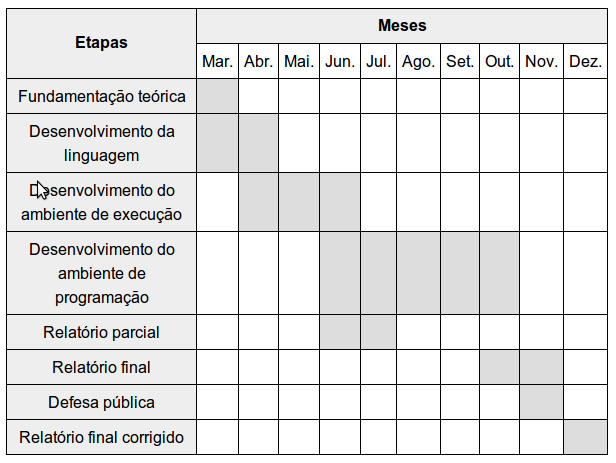 Etapas
Meses
Mar. Abr. Mai. Jun. Jul. Ago. Set. Out. Nov. Dez.
Fundamentação teórica
Desenvolvimento da
linguagem
Desenvolvimento do
ambiente de execução
Desenvolvimento do
ambiente de
programação
Relatório parcial
Relatório final
Defesa pública
Relatório final corrigido